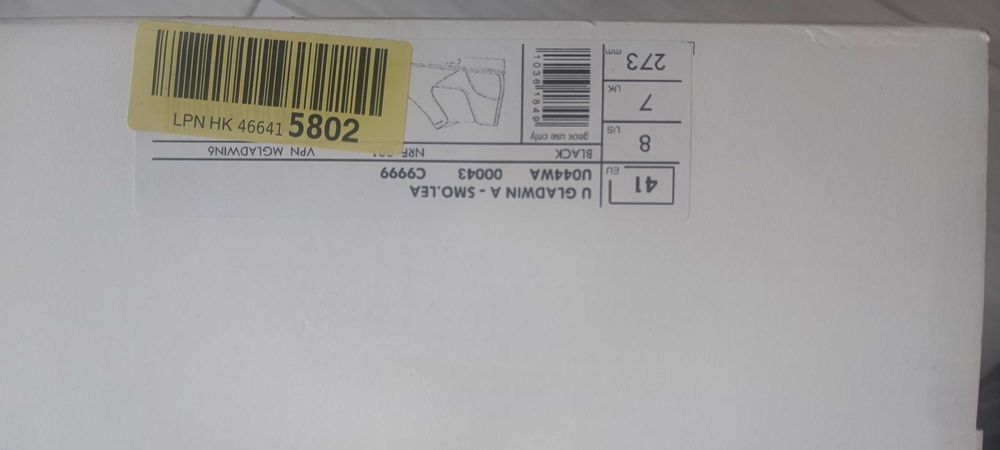 LPN HK 46641 5802
U GLADWIN A - SMO.LEA
U044WA 00043 C9999
BLACK VPN MGLADWIN6
geox use only
10361849
41 EU
8 US
7 UK
273 mm